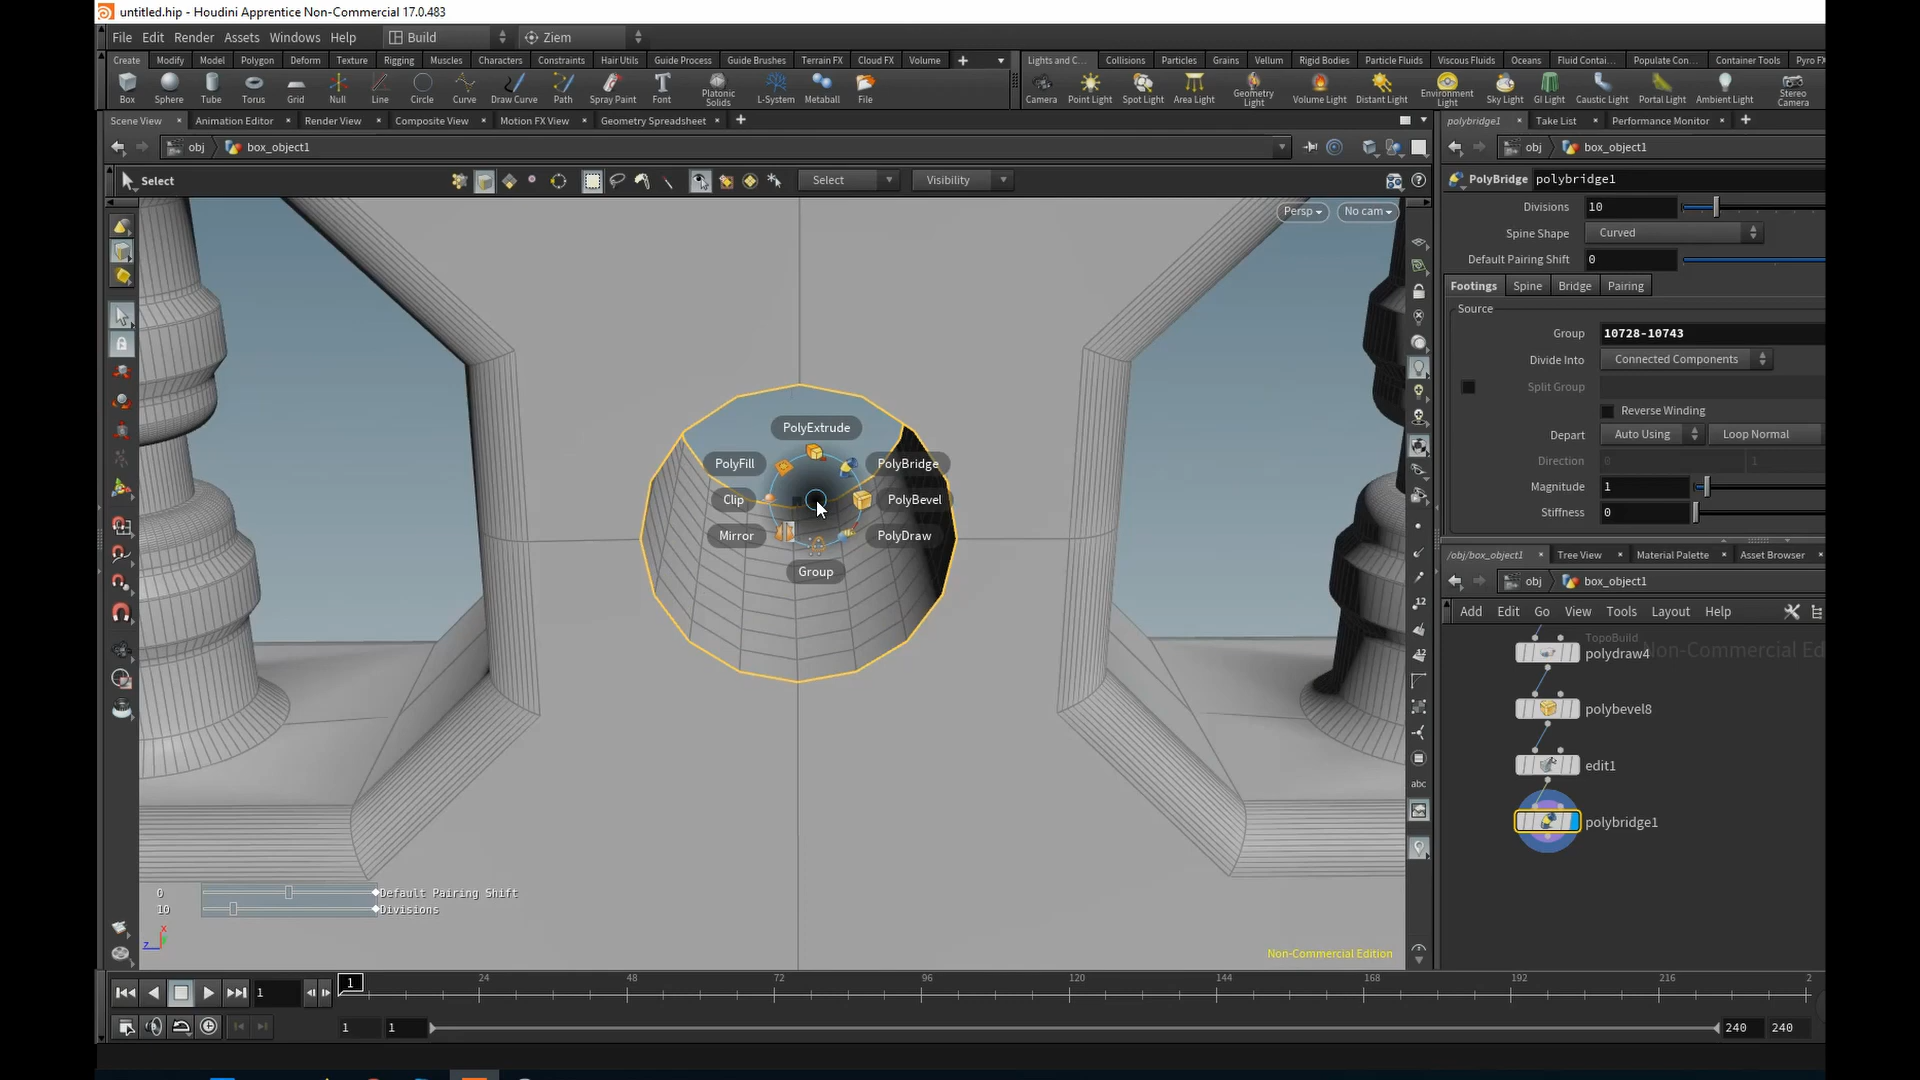 untitled.hip - Houdini Apprentice Non-Commercial 17.0.483
File Edit Render Assets Windows Help Build Ziem
Create Modify Model Polygon Deform Texture Rigging Muscles Characters Constraints Hair Utils Guide Process Guide Brushes Terrain FX Cloud FX Volume
Lights and C... Collisions Particles Grains Vellum Rigid Bodies Particle Fluids Viscous Fluids Oceans Fluid Contai... Populate Con... Container Tools Pyro FX
Box Sphere Tube Torus Grid Null Line Circle Curve Draw Curve Path Spray Paint Font Platonic Solids L-System Metaball File
Camera Point Light Spot Light Area Light Geometry Light Volume Light Distant Light Environment Light Sky Light GI Light Caustic Light Portal Light Ambient Light Stereo Camera
Scene View Animation Editor Render View Composite View Motion FX View Geometry Spreadsheet
polybridge1 Take List Performance Monitor
obj box_object1
obj box_object1
Select Select Visibility
PolyBridge polybridge1
Persp No cam
Divisions 10
Spine Shape Curved
Default Pairing Shift 0
Footings Spine Bridge Pairing
Source
Group 10728-10743
Divide Into Connected Components
Split Group
Reverse Winding
Depart Auto Using Loop Normal
Direction 0 1
Magnitude 1
Stiffness 0
PolyExtrude
PolyFill PolyBridge
Clip PolyBevel
Mirror PolyDraw
Group
/obj/box_object1 Tree View Material Palette Asset Browser
obj box_object1
Add Edit Go View Tools Layout Help
TopoBuild
polydraw4
Non-Commercial Ed
polybevel8
edit1
polybridge1
12
12
abc
0 Default Pairing Shift
10 Divisions
x
z
Non-Commercial Edition
1 1 24 48 72 96 120 144 168 192 216 2
1 1 240 240